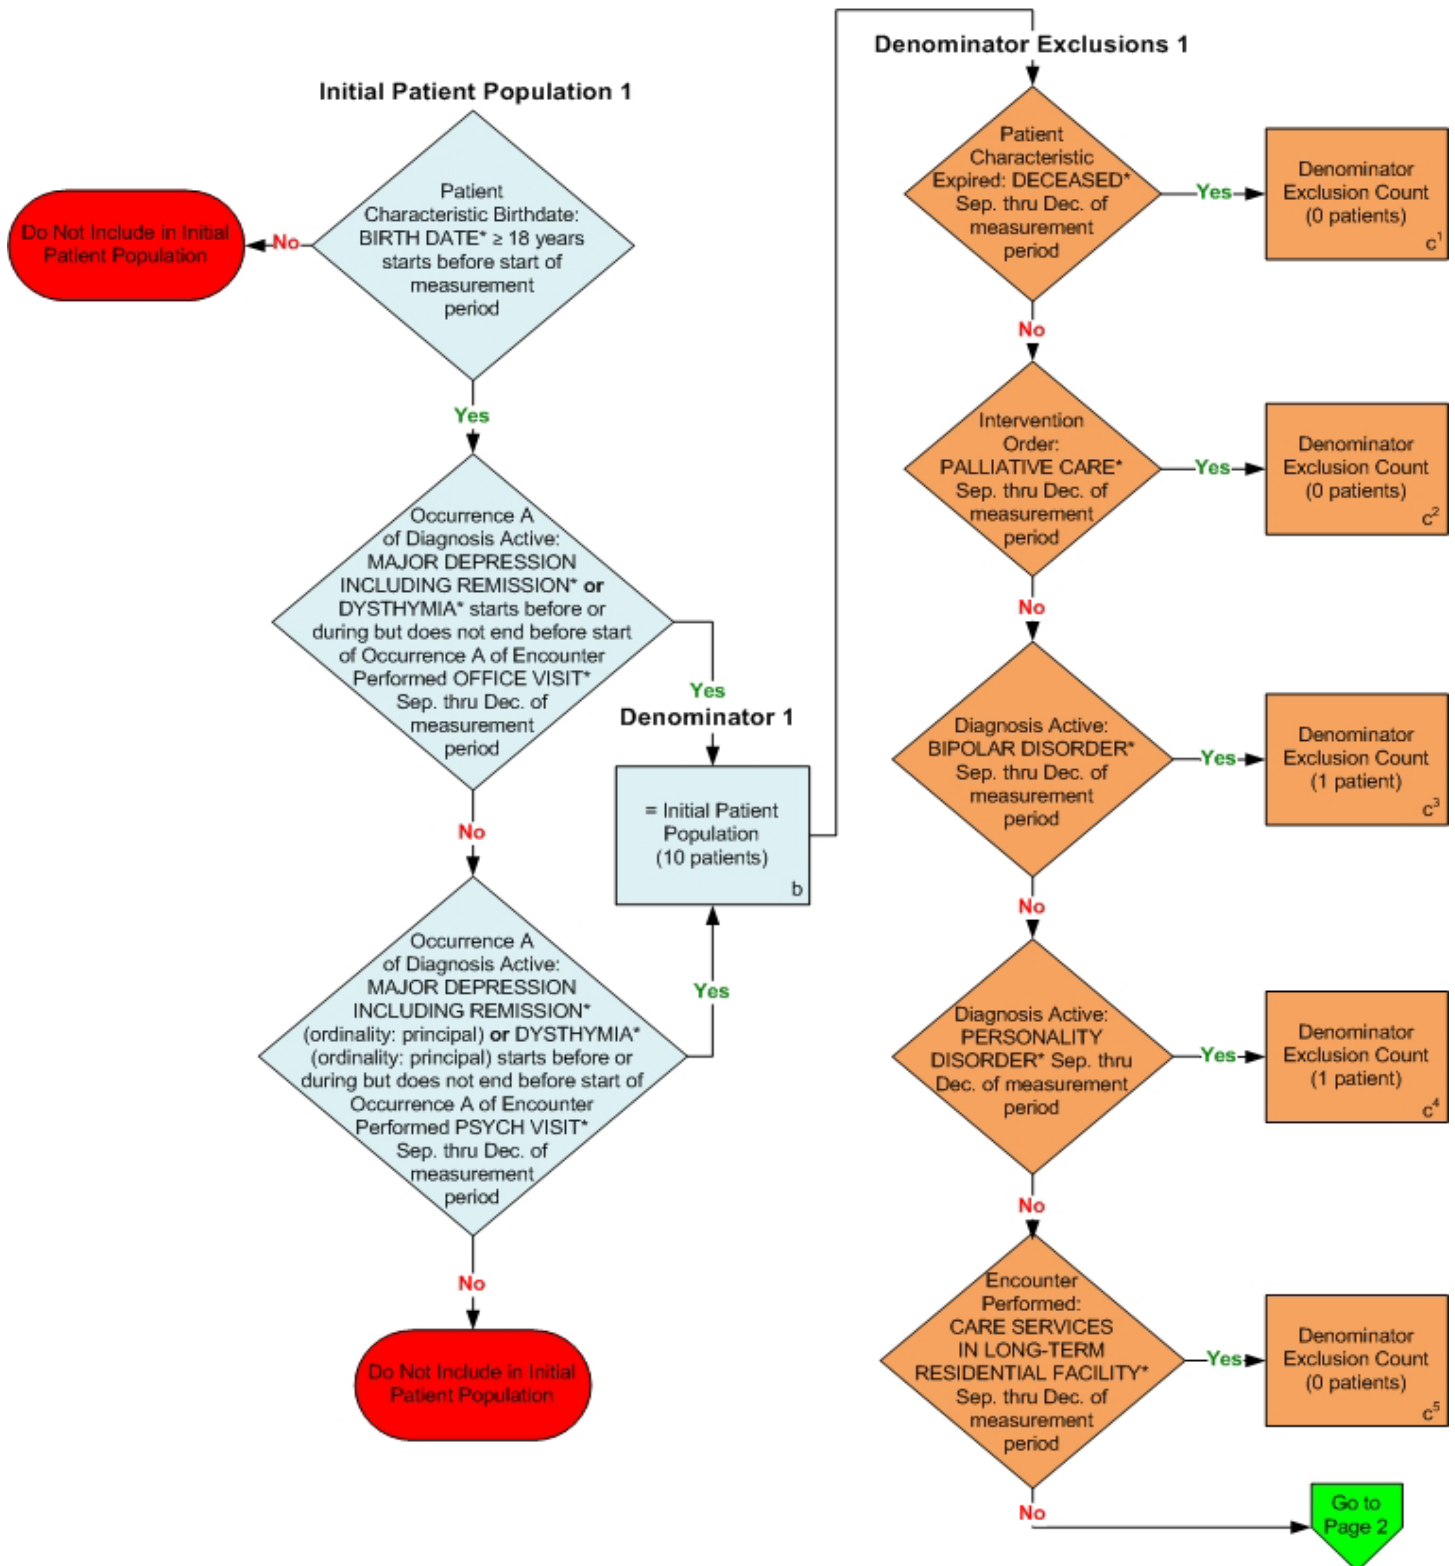 Initial Patient Population 1
Patient
Characteristic Birthdate:
BIRTH DATE* ≥ 18 years
starts before start of
measurement
period
No
Do Not Include in Initial
Patient Population
Yes
Occurrence A
of Diagnosis Active:
MAJOR DEPRESSION
INCLUDING REMISSION* or
DYSTHYMIA* starts before or
during but does not end before start
of Occurrence A of Encounter
Performed OFFICE VISIT*
Sep. thru Dec. of
measurement
period
Yes
No
Occurrence A
of Diagnosis Active:
MAJOR DEPRESSION
INCLUDING REMISSION*
(ordinality: principal) or DYSTHYMIA*
(ordinality: principal) starts before or
during but does not end before start of
Occurrence A of Encounter
Performed PSYCH VISIT*
Sep. thru Dec. of
measurement
period
Yes
No
Do Not Include in Initial
Patient Population
Denominator 1
= Initial Patient
Population
(10 patients)
b
Denominator Exclusions 1
Patient
Characteristic
Expired: DECEASED*
Sep. thru Dec. of
measurement
period
Yes
Denominator
Exclusion Count
(0 patients)
c¹
No
Intervention
Order:
PALLIATIVE CARE*
Sep. thru Dec. of
measurement
period
Yes
Denominator
Exclusion Count
(0 patients)
c²
No
Diagnosis Active:
BIPOLAR DISORDER*
Sep. thru Dec. of
measurement
period
Yes
Denominator
Exclusion Count
(1 patient)
c³
No
Diagnosis Active:
PERSONALITY
DISORDER* Sep. thru
Dec. of measurement
period
Yes
Denominator
Exclusion Count
(1 patient)
c⁴
No
Encounter
Performed:
CARE SERVICES
IN LONG-TERM
RESIDENTIAL FACILITY*
Sep. thru Dec. of
measurement
period
Yes
Denominator
Exclusion Count
(0 patients)
c⁵
No
Go to
Page 2